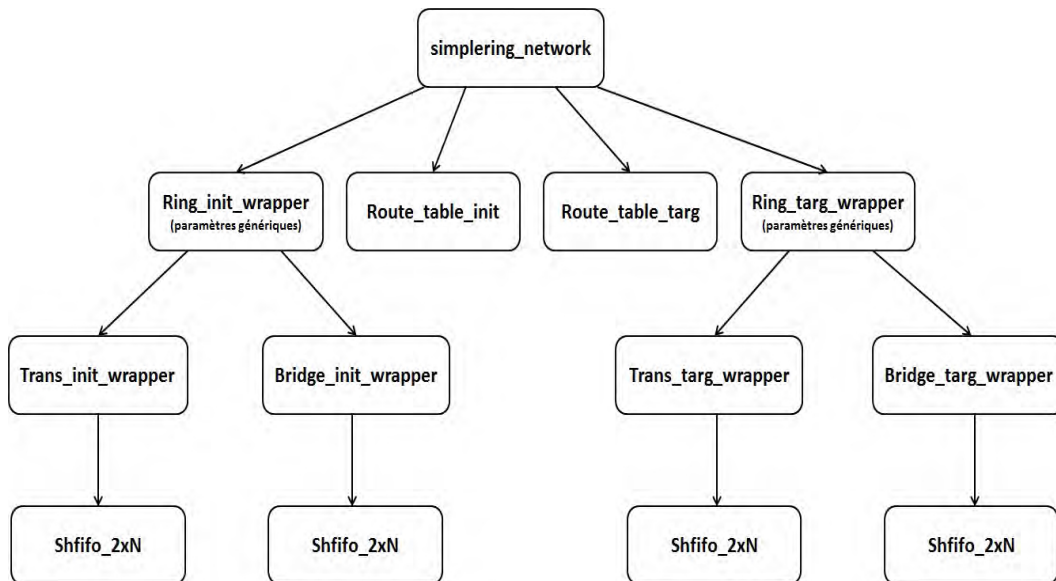 simplering_network
Ring_init_wrapper
(paramètres génériques)
Route_table_init
Route_table_targ
Ring_targ_wrapper
(paramètres génériques)
Trans_init_wrapper
Bridge_init_wrapper
Trans_targ_wrapper
Bridge_targ_wrapper
Shfifo_2xN
Shfifo_2xN
Shfifo_2xN
Shfifo_2xN